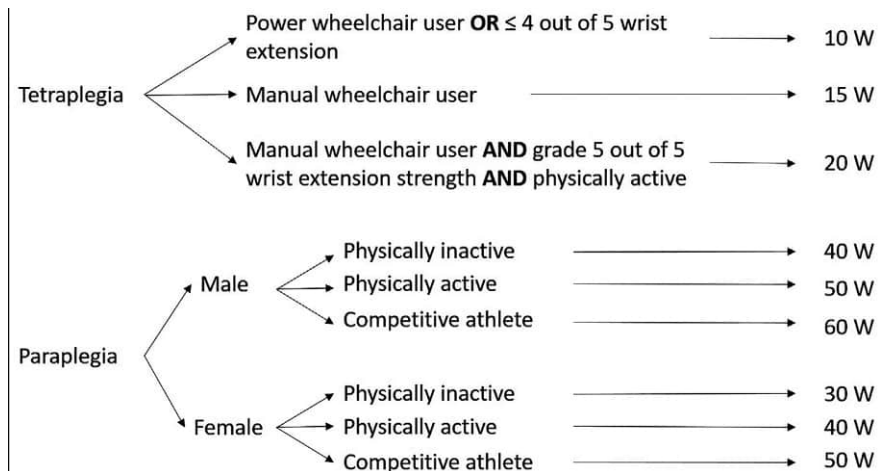 Power wheelchair user OR ≤ 4 out of 5 wrist
extension
10 W
Tetraplegia
Manual wheelchair user
15 W
Manual wheelchair user AND grade 5 out of 5
wrist extension strength AND physically active
20 W
Paraplegia
Male
Physically inactive
40 W
Physically active
50 W
Competitive athlete
60 W
Female
Physically inactive
30 W
Physically active
40 W
Competitive athlete
50 W